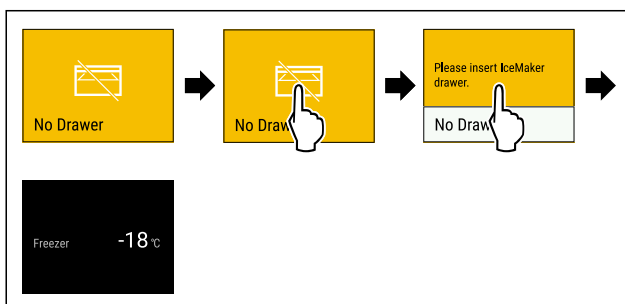 No Drawer
No Draw
Please insert IceMaker
drawer.
No Draw
Freezer -18 °C